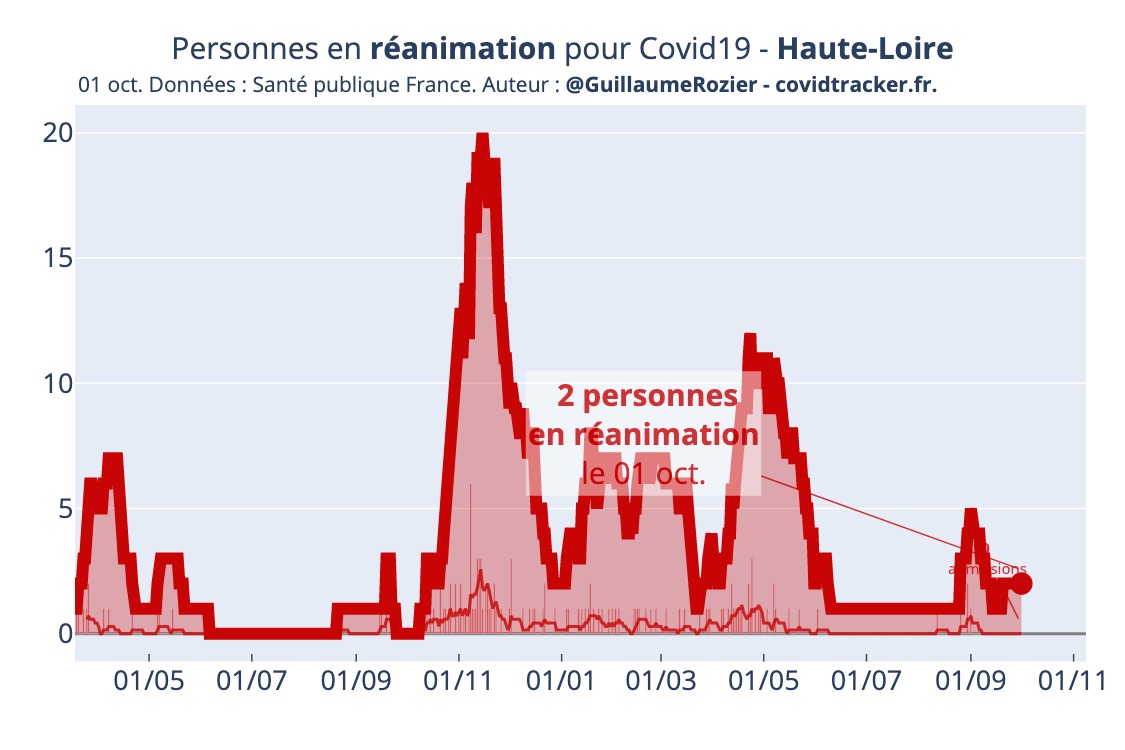 Personnes en réanimation pour Covid19 - Haute-Loire
01 oct. Données : Santé publique France. Auteur : @GuillaumeRozier - covidtracker.fr.
20
15
10
5
0
2 personnes
en réanimation
le 01 oct.
admissions
01/05 01/07 01/09 01/11 01/01 01/03 01/05 01/07 01/09 01/11